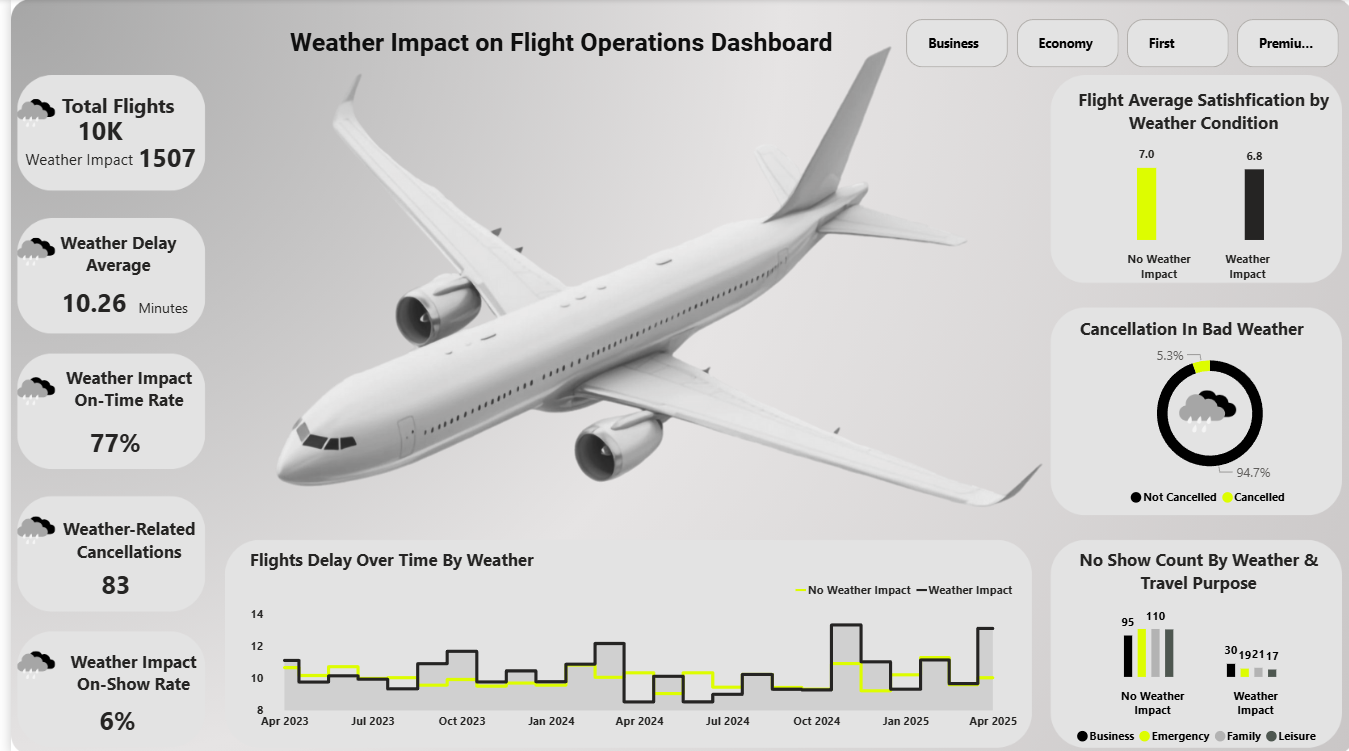 Weather Impact on Flight Operations Dashboard
Business
Economy
First
Premiu...
Total Flights
10K
Weather Impact 1507
Weather Delay
Average
10.26 Minutes
Weather Impact
On-Time Rate
77%
Weather-Related
Cancellations
83
Weather Impact
On-Show Rate
6%
Flights Delay Over Time By Weather
No Weather Impact Weather Impact
14
12
10
8
Apr 2023 Jul 2023 Oct 2023 Jan 2024 Apr 2024 Jul 2024 Oct 2024 Jan 2025 Apr 2025
Flight Average Satishfication by
Weather Condition
7.0 6.8
No Weather
Impact
Weather
Impact
Cancellation In Bad Weather
5.3%
94.7%
Not Cancelled Cancelled
No Show Count By Weather &
Travel Purpose
95 110
30 19 21 17
No Weather
Impact
Weather
Impact
Business Emergency Family Leisure